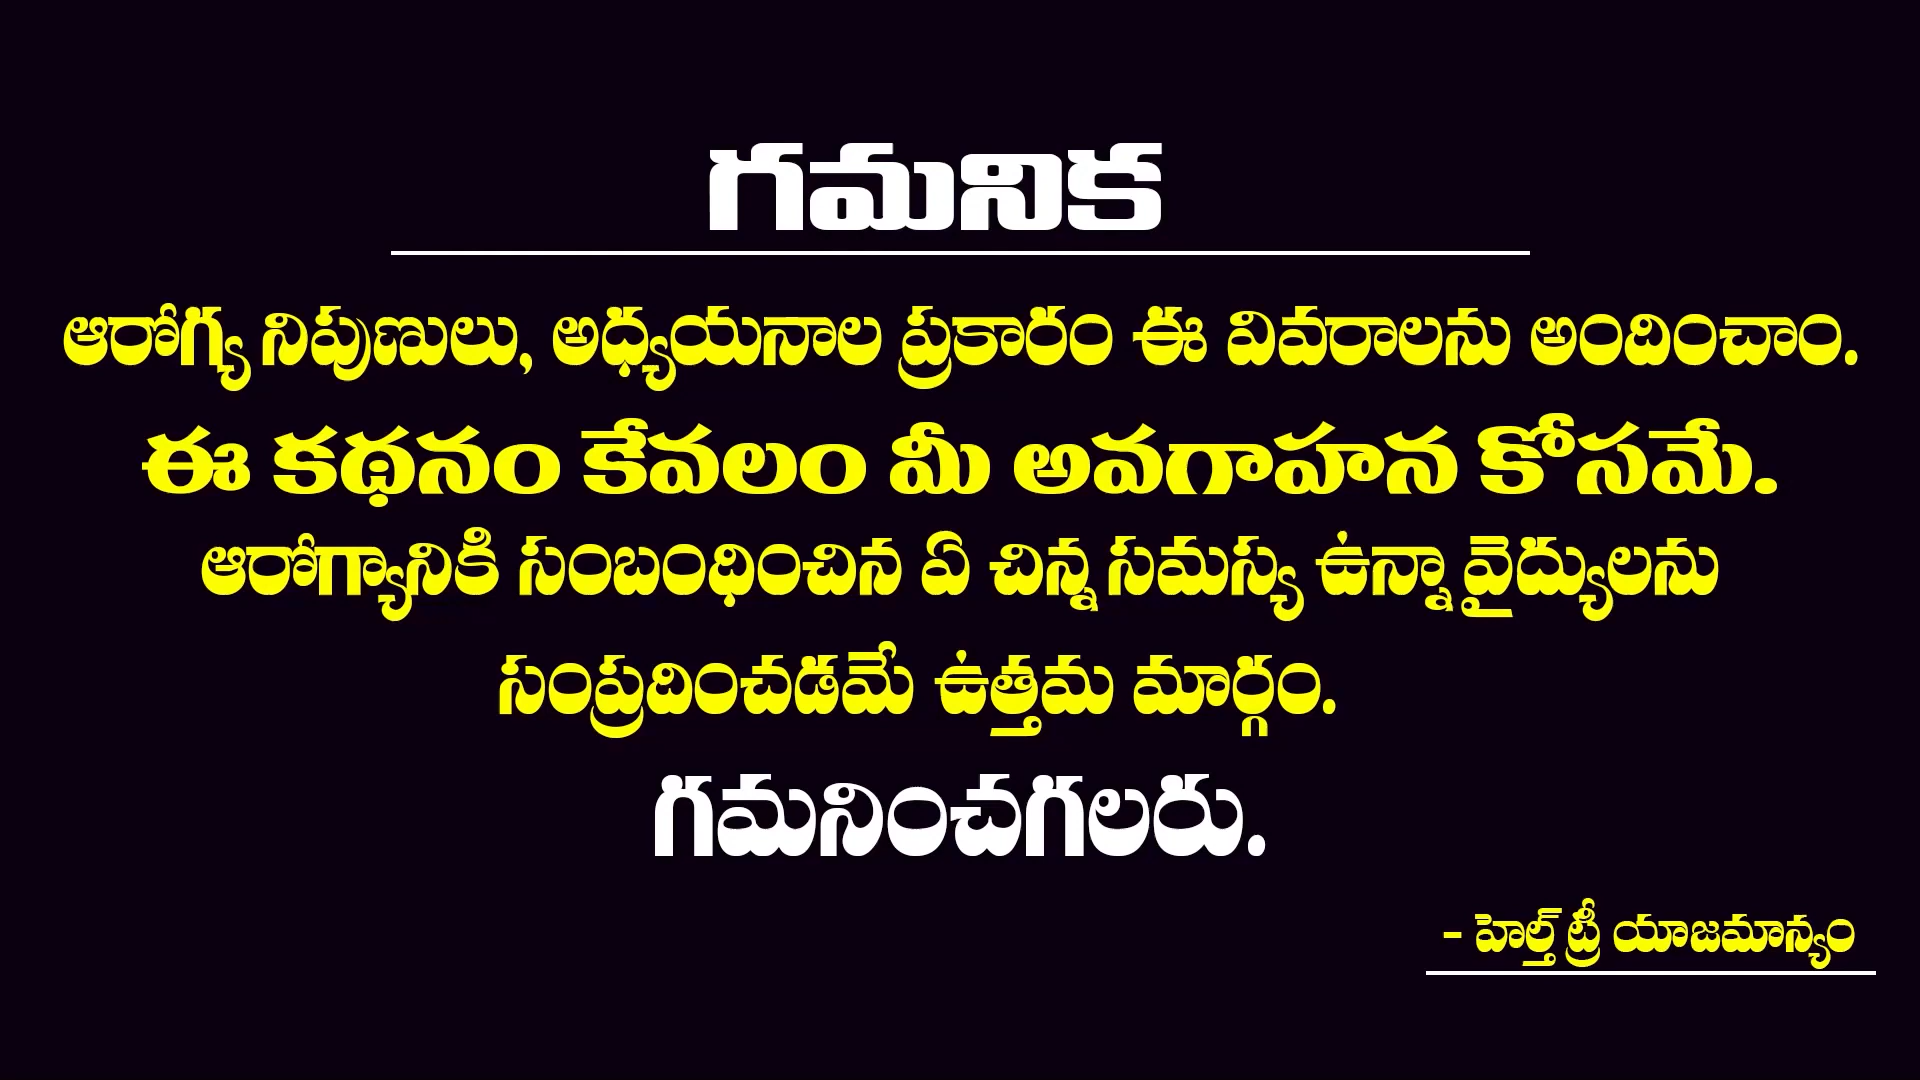 గమనిక
ఆరోగ్య నిపుణులు, అధ్యయనాల ప్రకారం ఈ వివరాలను అందించాం.
ఈ కథనం కేవలం మీ అవగాహన కోసమే.
ఆరోగ్యానికి సంబంధించిన ఏ చిన్న సమస్య ఉన్నా వైద్యులను
సంప్రదించడమే ఉత్తమ మార్గం.
గమనించగలరు.
- హెల్త్ ట్రీ యాజమాన్యం